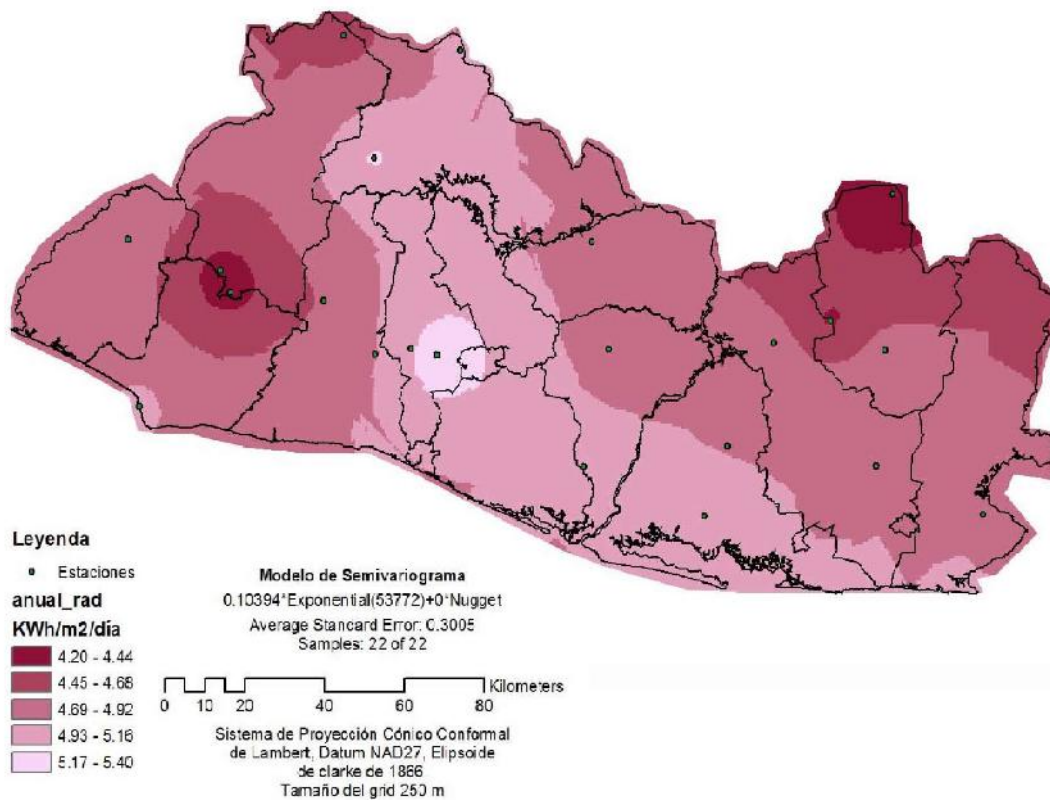 Leyenda
Estaciones
anual_rad
KWh/m2/día
4.20 - 4.44
4.45 - 4.68
4.69 - 4.92
4.93 - 5.16
5.17 - 5.40
Modelo de Semivariograma
0.10394*Exponential(53772)+0*Nugget
Average Standard Error: 0.3005
Samples: 22 of 22
Kilometers
0 10 20 40 60 80
Sistema de Proyección Cónico Conformal
de Lambert, Datum NAD27, Elipsoide
de clarke de 1886
Tamaño del grid 250 m